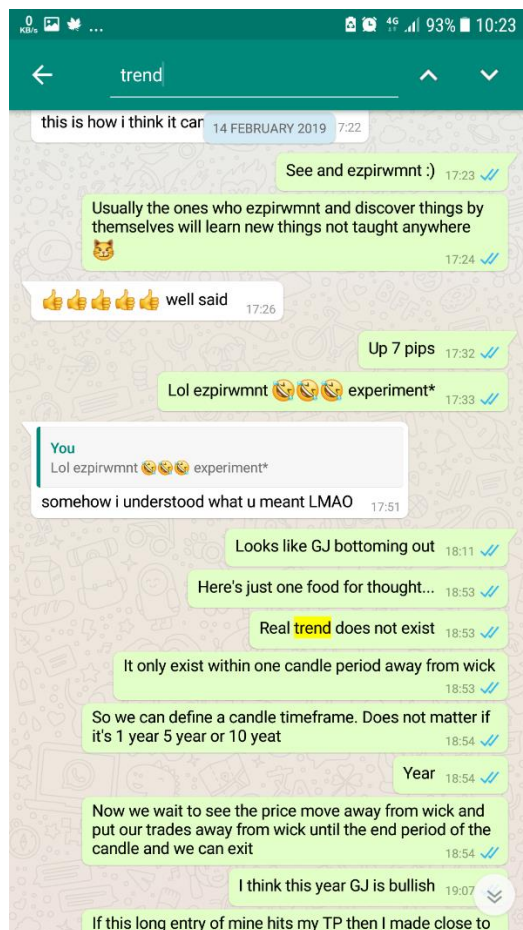 0
KB/s
... 4G 93% 10:23
trend
this is how i think it can
14 FEBRUARY 2019
7:22
See and ezpirwmnt :) 17:23
Usually the ones who ezpirwmnt and discover things by
themselves will learn new things not taught anywhere
17:24
well said 17:26
Up 7 pips 17:32
Lol ezpirwmnt 🤣🤣🤣 experiment* 17:33
You
Lol ezpirwmnt 🤣🤣🤣 experiment*
somehow i understood what u meant LMAO 17:51
Looks like GJ bottoming out 18:11
Here's just one food for thought... 18:53
Real trend does not exist 18:53
It only exist within one candle period away from wick
18:53
So we can define a candle timeframe. Does not matter if
it's 1 year 5 year or 10 yeat
18:54
Year 18:54
Now we wait to see the price move away from wick and
put our trades away from wick until the end period of the
candle and we can exit
18:54
I think this year GJ is bullish 19:07
If this long entry of mine hits my TP then I made close to